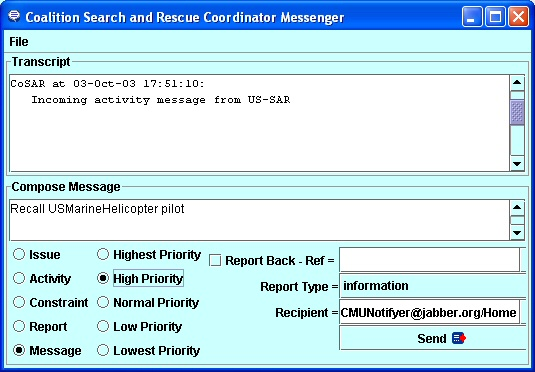 Coalition Search and Rescue Coordinator Messenger
File
Transcript
CoSAR at 03-Oct-03 17:51:10:
Incoming activity message from US-SAR
Compose Message
Recall USMarineHelicopter pilot
Issue
Highest Priority
Report Back - Ref =
Activity
High Priority
Report Type = information
Constraint
Normal Priority
Recipient = CMUNotifyer@jabber.org/Home
Report
Low Priority
Send
Message
Lowest Priority